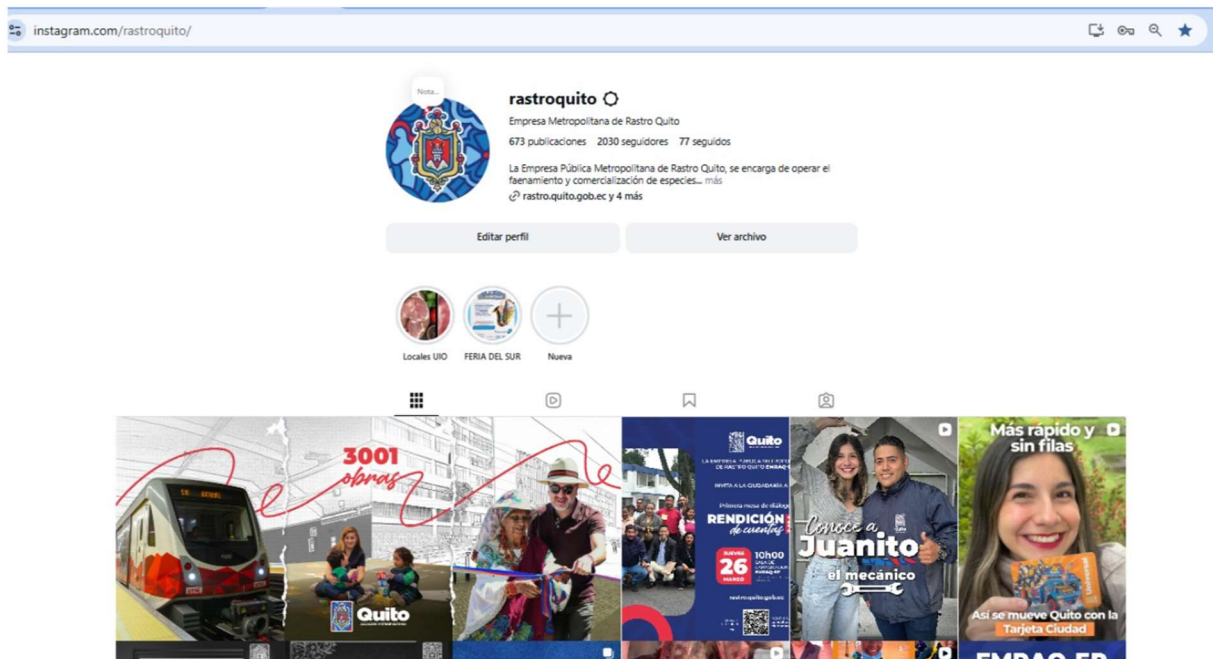 instagram.com/rastroquito/
Nota...
rastroquito
Empresa Metropolitana de Rastro Quito
673 publicaciones 2030 seguidores 77 seguidos
La Empresa Pública Metropolitana de Rastro Quito, se encarga de operar el
faenamiento y comercialización de especies... más
rastro.quito.gob.ec y 4 más
Editar perfil Ver archivo
Locales UIO FERIA DEL SUR Nueva
3001
obras
Quito
Quito
INVITA A LA CIUDADANÍA A
RENDICIÓN
de cuentas
JUEVES
26
MARZO
10h00
Conoce a
Juanito
el mecánico
Más rápido y
sin filas
Así se mueve Quito con la
Tarjeta Ciudad